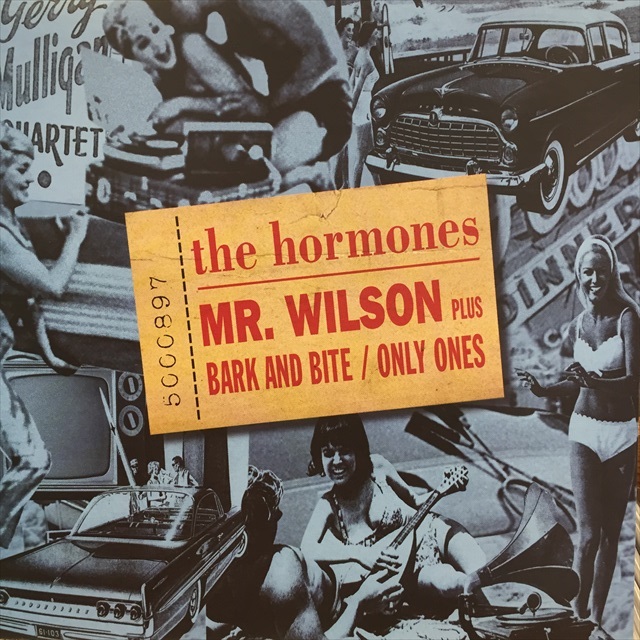 Gerry
Mulligan
QUARTET
the hormones
MR. WILSON PLUS
BARK AND BITE / ONLY ONES
5000897
DINNER